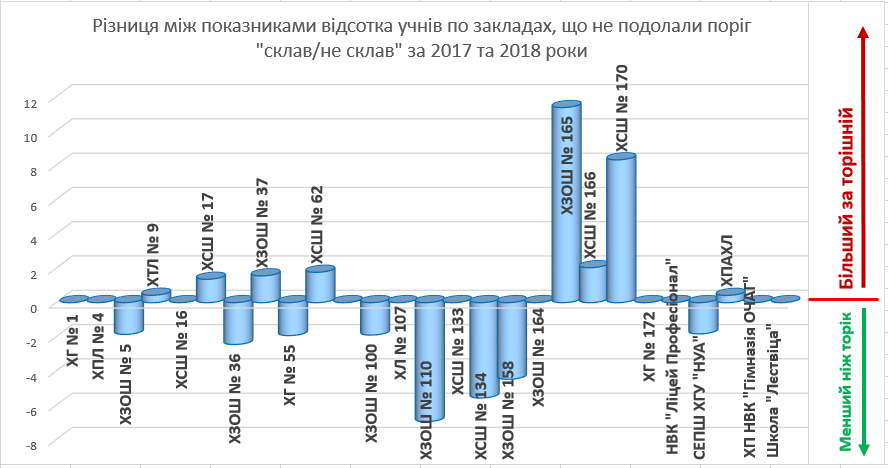 Різниця між показниками відсотка учнів по закладах, що не подолали поріг
"склав/не склав" за 2017 та 2018 роки
12
10
8
6
4
2
0
-2
-4
-6
-8
ХГ № 1
ХПЛ № 4
ХЗОШ № 5
ХТЛ № 9
ХСШ № 16
ХСШ № 17
ХЗОШ № 36
ХЗОШ № 37
ХГ № 55
ХСШ № 62
ХЗОШ № 100
ХЛ № 107
ХЗОШ № 110
ХСШ № 133
ХСШ № 134
ХЗОШ № 158
ХЗОШ № 164
ХЗОШ № 165
ХСШ № 166
ХСШ № 170
ХГ № 172
НВК "Ліцей Професіонал"
СЕПШ ХГУ "НУА"
ХПАХЛ
ХП НВК "Гімназія ОЧАГ"
Школа "Лєствіца"
Більший за торішній
Менший ніж торік